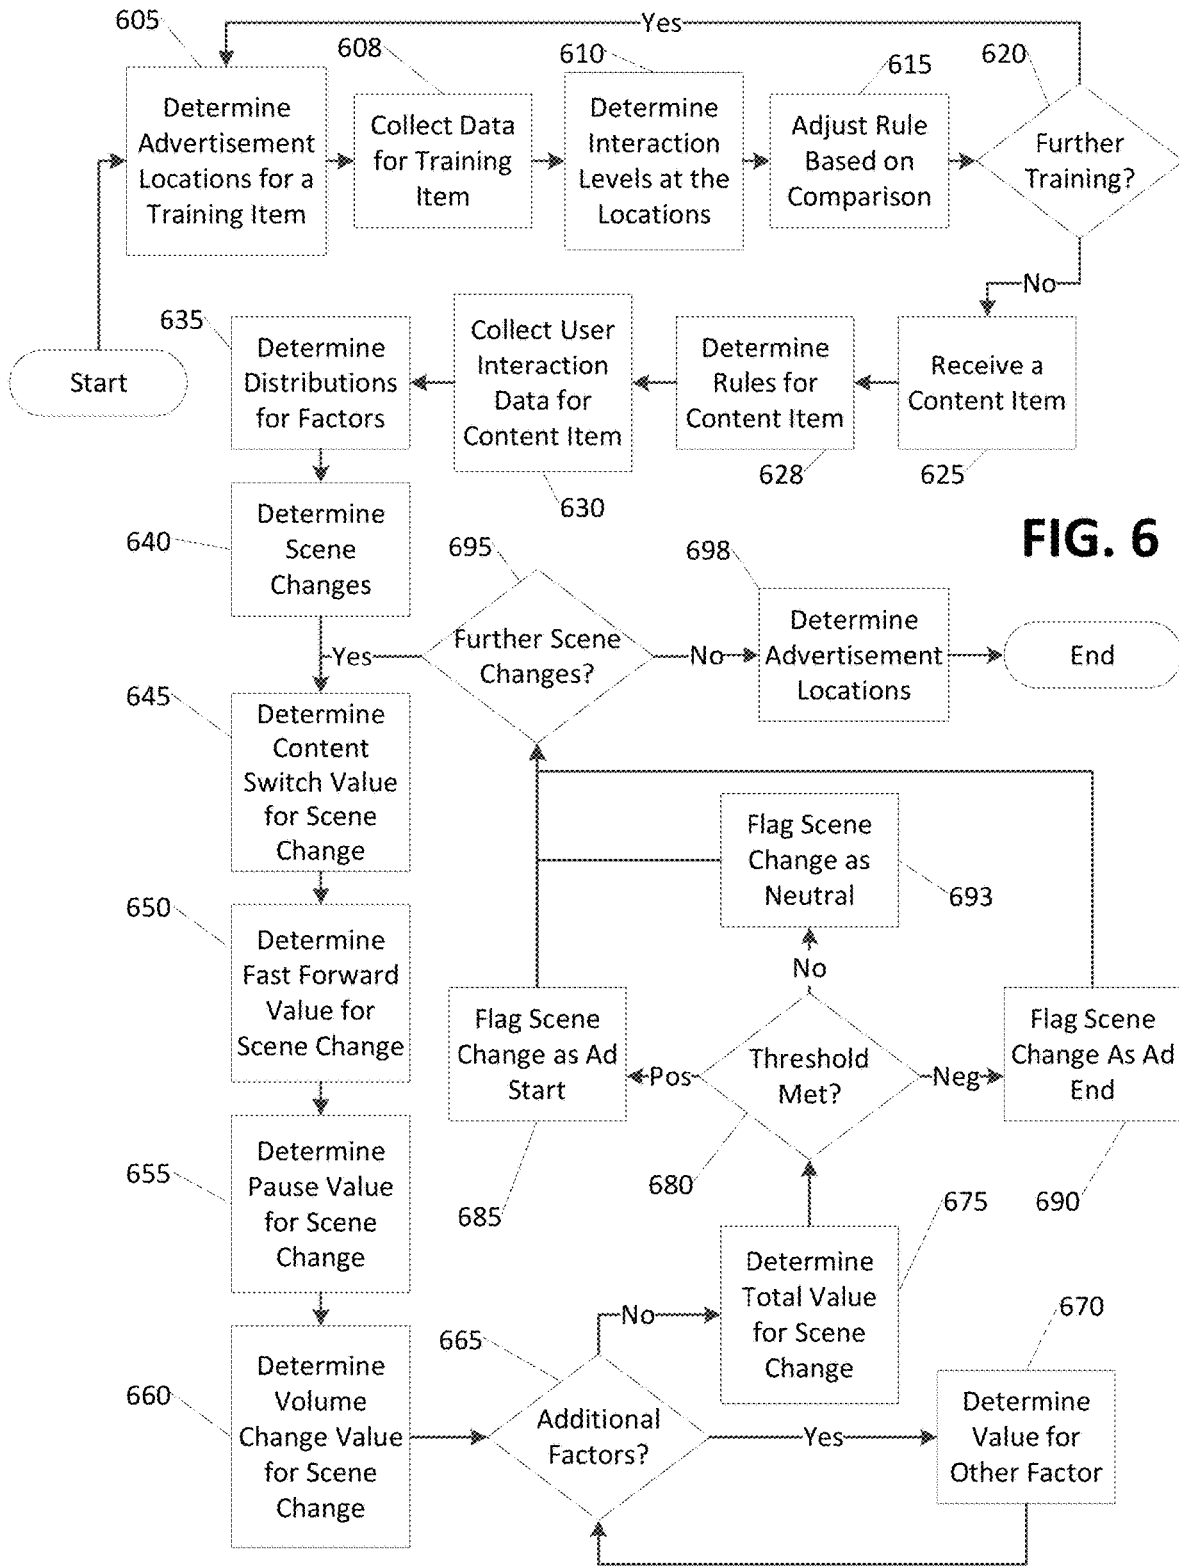 605
Yes
608
610
615
620
Determine
Advertisement
Locations for a
Training Item
Collect Data
for Training
Item
Determine
Interaction
Levels at the
Locations
Adjust Rule
Based on
Comparison
Further
Training?
No
Start
635
Determine
Distributions
for Factors
Collect User
Interaction
Data for
Content Item
Determine
Rules for
Content Item
Receive a
Content Item
630
628
625
FIG. 6
640
Determine
Scene
Changes
695
Further Scene
Changes?
Yes
No
698
Determine
Advertisement
Locations
End
645
Determine
Content
Switch Value
for Scene
Change
650
Determine
Fast Forward
Value for
Scene Change
Flag Scene
Change as
Neutral
693
No
Flag Scene
Change as Ad
Start
Pos
Threshold
Met?
Neg
Flag Scene
Change As Ad
End
685
680
690
655
Determine
Pause Value
for Scene
Change
675
Determine
Total Value
for Scene
Change
No
660
Determine
Volume
Change Value
for Scene
Change
665
Additional
Factors?
Yes
670
Determine
Value for
Other Factor